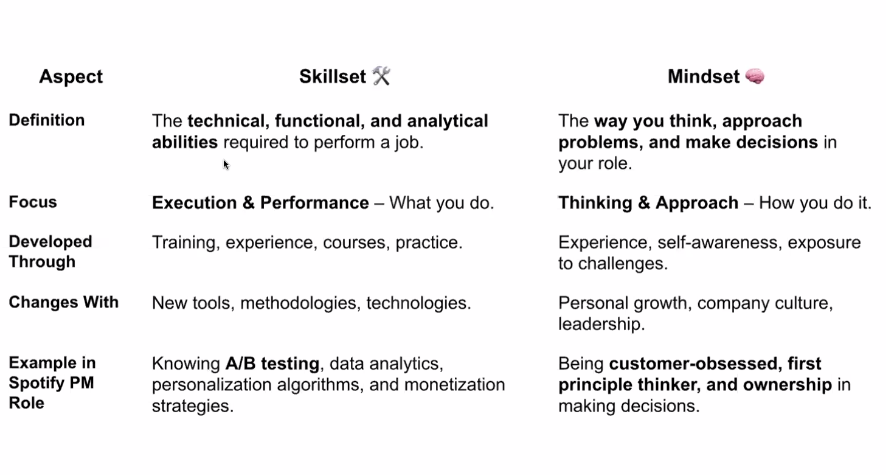 Aspect Skillset 🛠️ Mindset 🧠
Definition
The technical, functional, and analytical
abilities required to perform a job.
The way you think, approach
problems, and make decisions in
your role.
Focus
Execution & Performance – What you do.
Thinking & Approach – How you do it.
Developed
Through
Training, experience, courses, practice.
Experience, self-awareness, exposure
to challenges.
Changes With
New tools, methodologies, technologies.
Personal growth, company culture,
leadership.
Example in
Spotify PM
Role
Knowing A/B testing, data analytics,
personalization algorithms, and monetization
strategies.
Being customer-obsessed, first
principle thinker, and ownership in
making decisions.